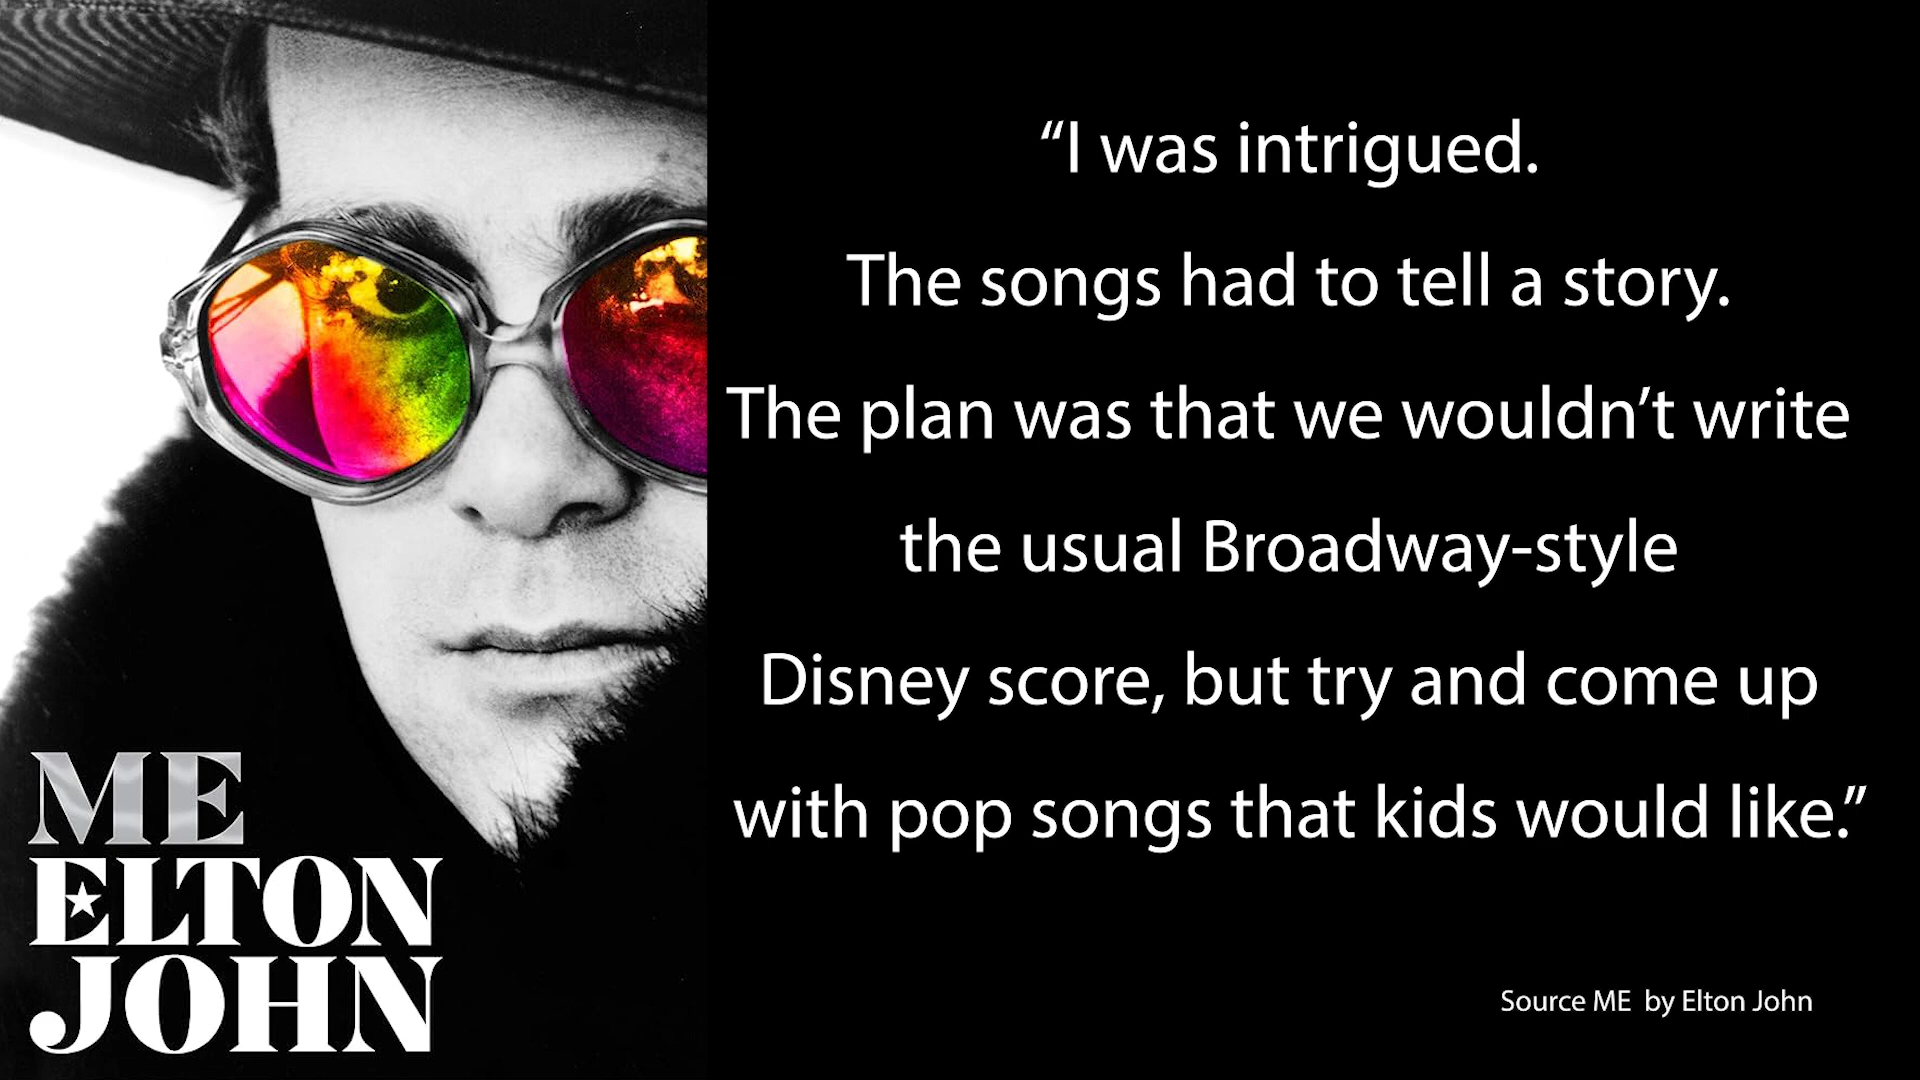 ME
ELTON
JOHN
“I was intrigued.
The songs had to tell a story.
The plan was that we wouldn’t write
the usual Broadway-style
Disney score, but try and come up
with pop songs that kids would like.”
Source ME  by Elton John